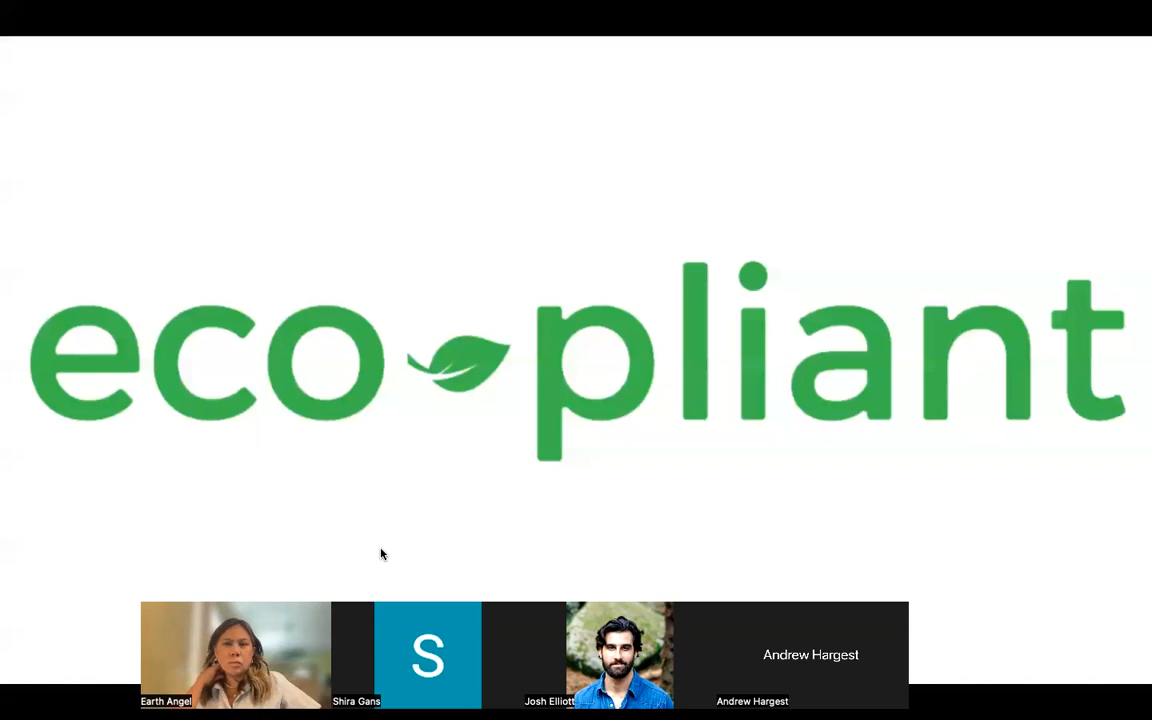 eco-pliant
S
Andrew Hargest
Earth Angel
Shira Gans
Josh Elliott
Andrew Hargest